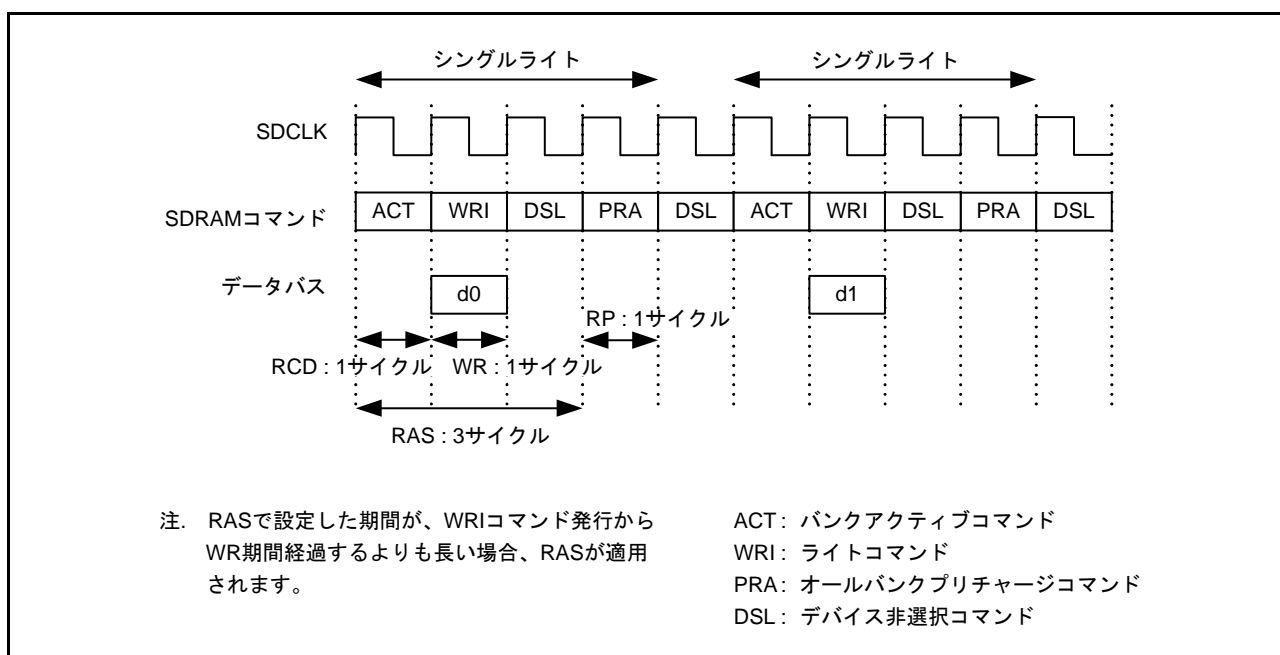 シングルライト シングルライト
SDCLK
SDRAMコマンド ACT WRI DSL PRA DSL ACT WRI DSL PRA DSL
データバス d0 d1
RP : 1サイクル
RCD : 1サイクル WR : 1サイクル
RAS : 3サイクル
注. RASで設定した期間が、WRIコマンド発行から
WR期間経過するよりも長い場合、RASが適用
されます。
ACT : バンクアクティブコマンド
WRI : ライトコマンド
PRA : オールバンクプリチャージコマンド
DSL : デバイス非選択コマンド